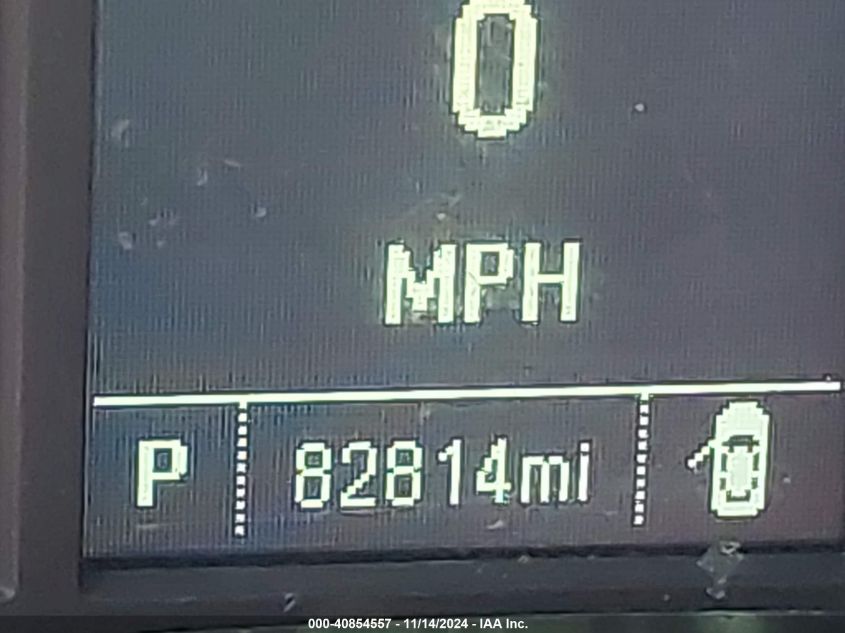 0
MPH
P 82814mi
000-40854557 - 11/14/2024 - IAA Inc.